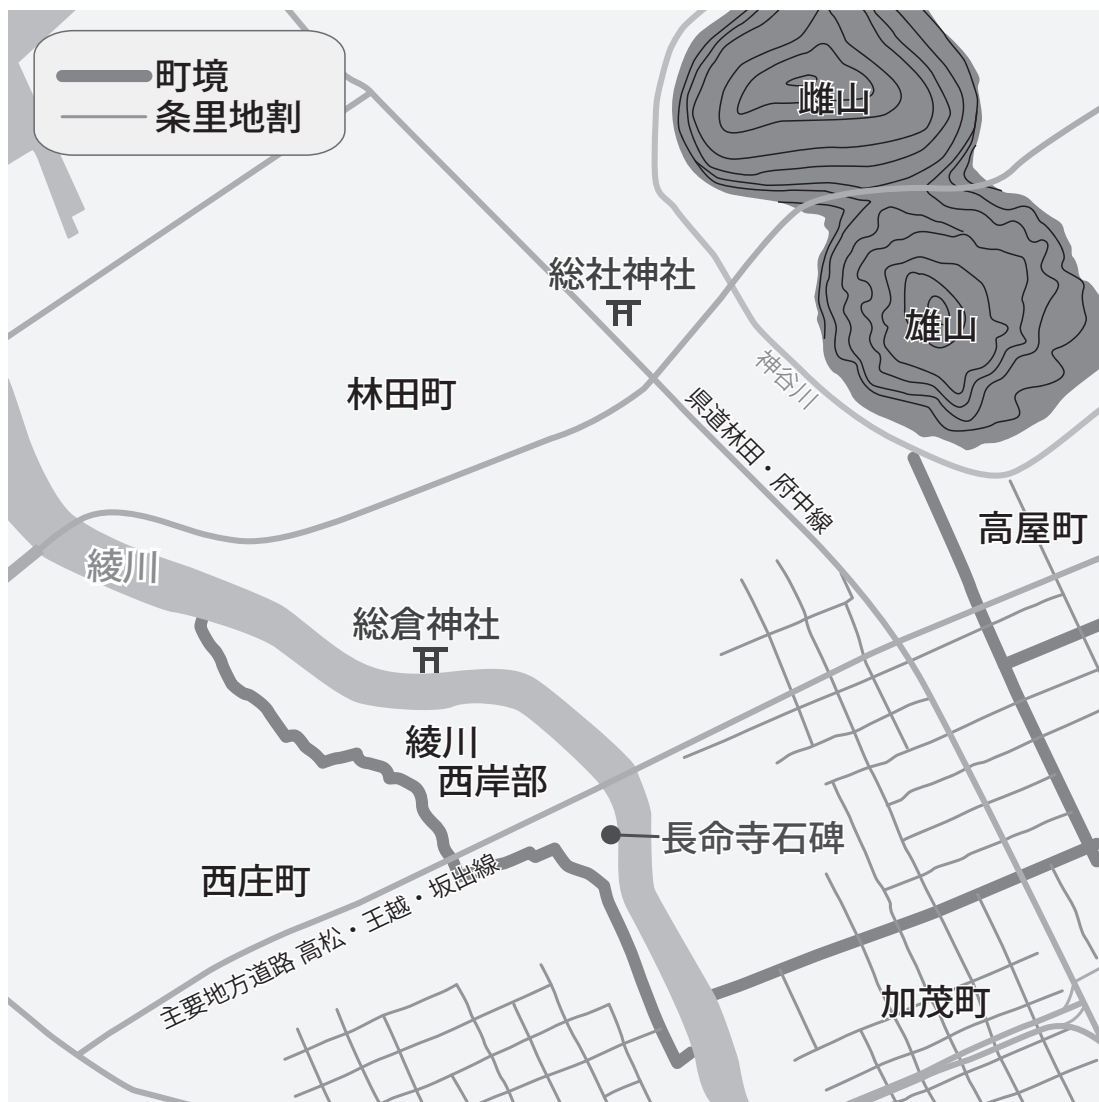 町境
条里地割
雌山
総社神社
雄山
神谷川
林田町
県道林田・府中線
高屋町
綾川
総倉神社
綾川
西岸部
長命寺石碑
西庄町
主要地方道路 高松・王越・坂出線
加茂町